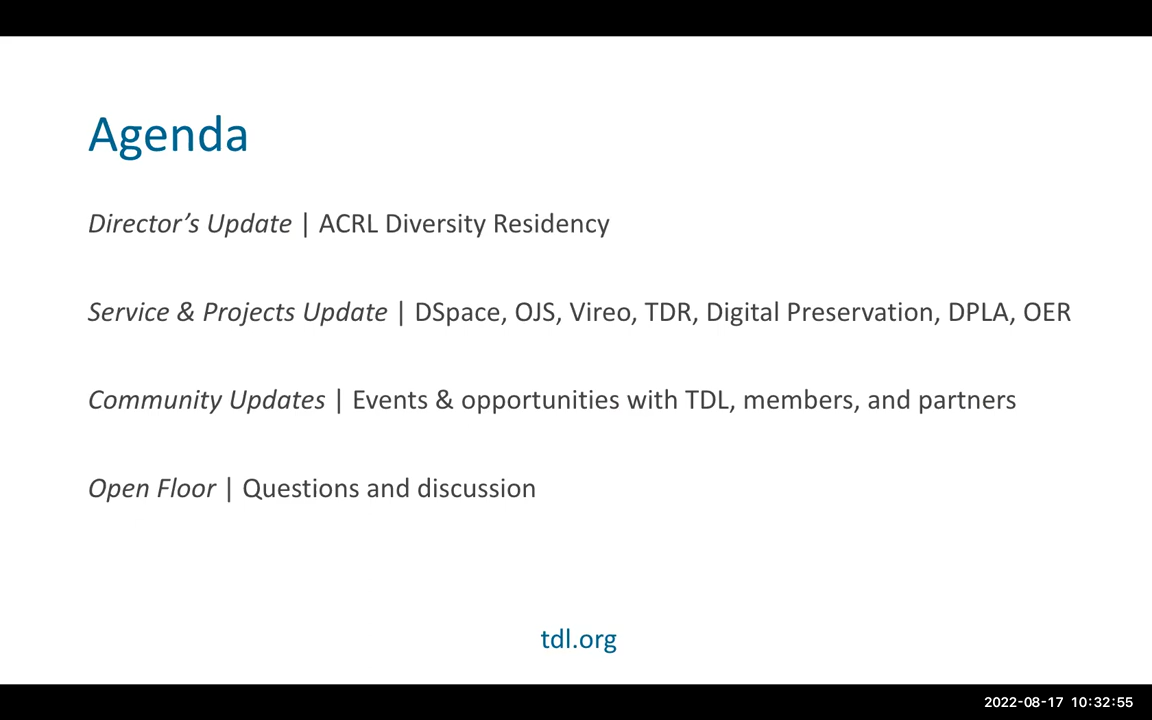 Agenda
Director’s Update | ACRL Diversity Residency
Service & Projects Update | DSpace, OJS, Vireo, TDR, Digital Preservation, DPLA, OER
Community Updates | Events & opportunities with TDL, members, and partners
Open Floor | Questions and discussion
tdl.org
2022-08-17 10:32:55